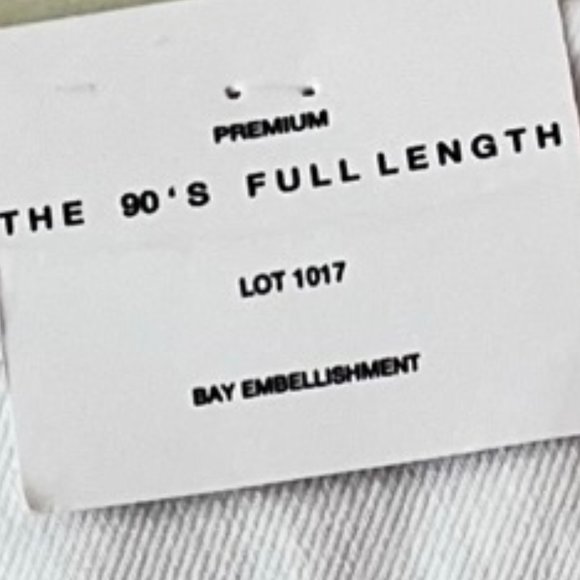 PREMIUM
THE 90'S FULL LENGTH
LOT 1017
BAY EMBELLISHMENT